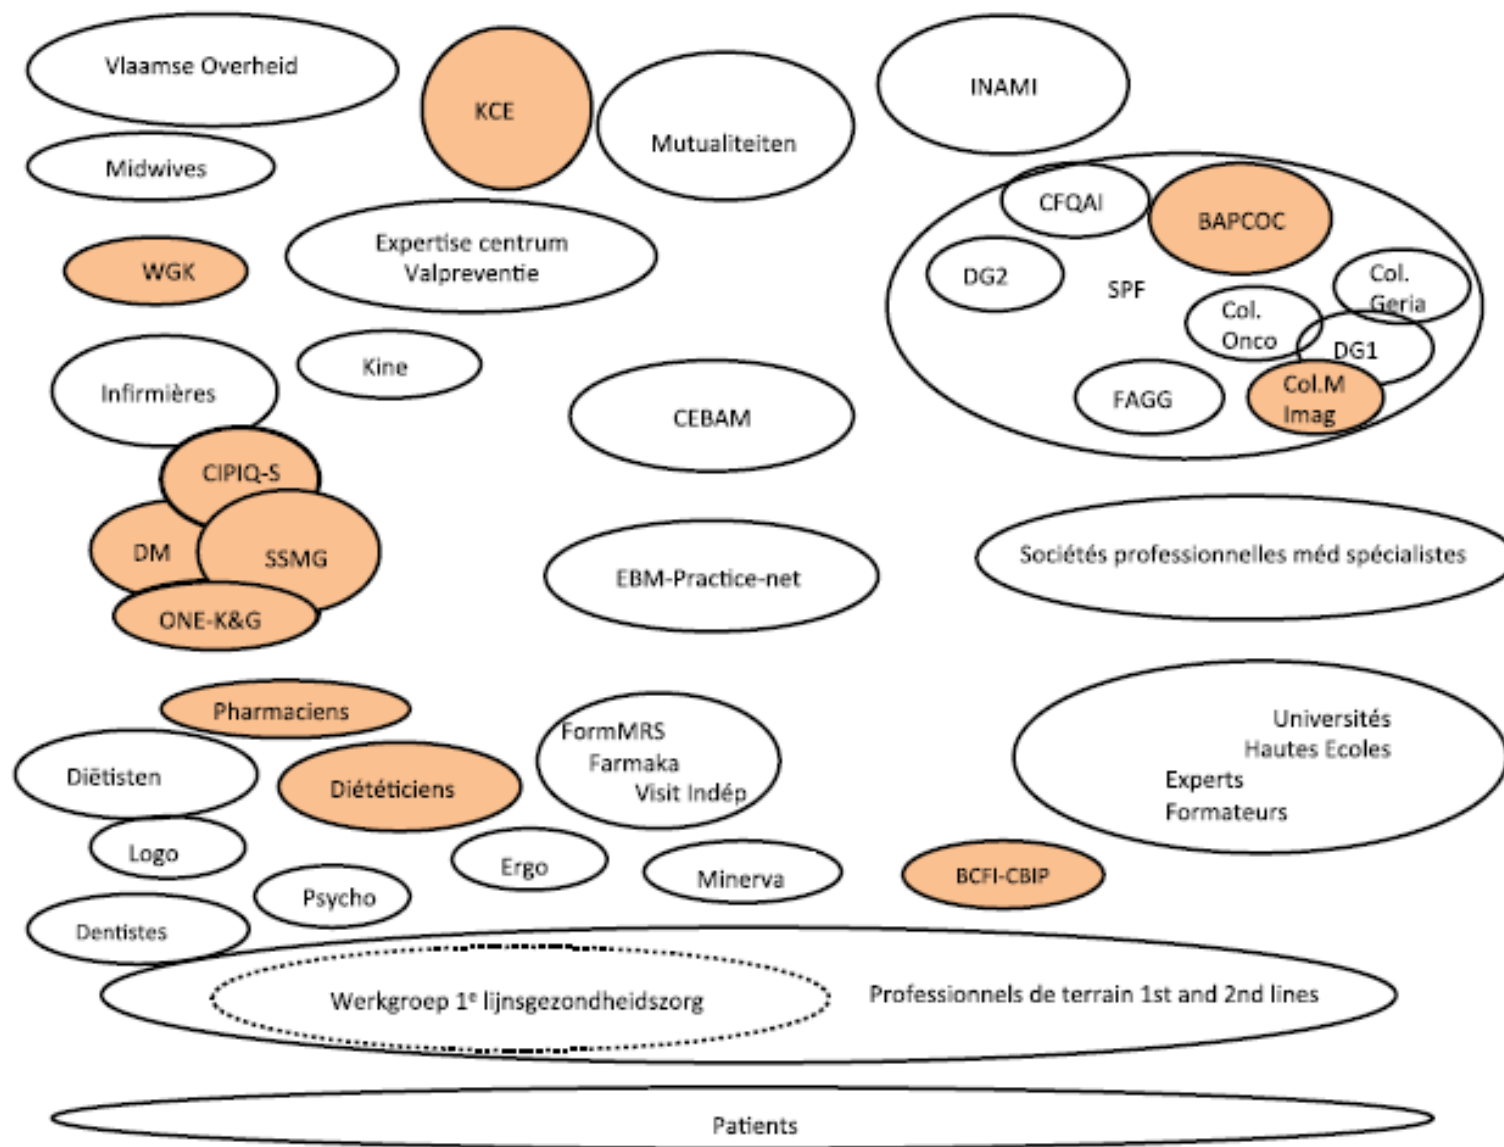 Vlaamse Overheid
KCE
Mutualiteiten
INAMI
Midwives
CFQAI
BAPCOC
WGK
Expertise centrum
Valpreventie
DG2
SPF
Col.
Geria
Col.
Onco
DG1
Infirmières
Kine
FAGG
Col.M
Imag
CEBAM
CIPIQ-S
DM
SSMG
ONE-K&G
EBM-Practice-net
Sociétés professionnelles méd spécialistes
Pharmaciens
FormMRS
Farmaka
Visit Indép
Universités
Hautes Ecoles
Experts
Formateurs
Diëtisten
Diététiciens
Logo
Ergo
Minerva
BCFI-CBIP
Psycho
Dentistes
Werkgroep 1ᵉ lijnsgezondheidszorg
Professionnels de terrain 1st and 2nd lines
Patients